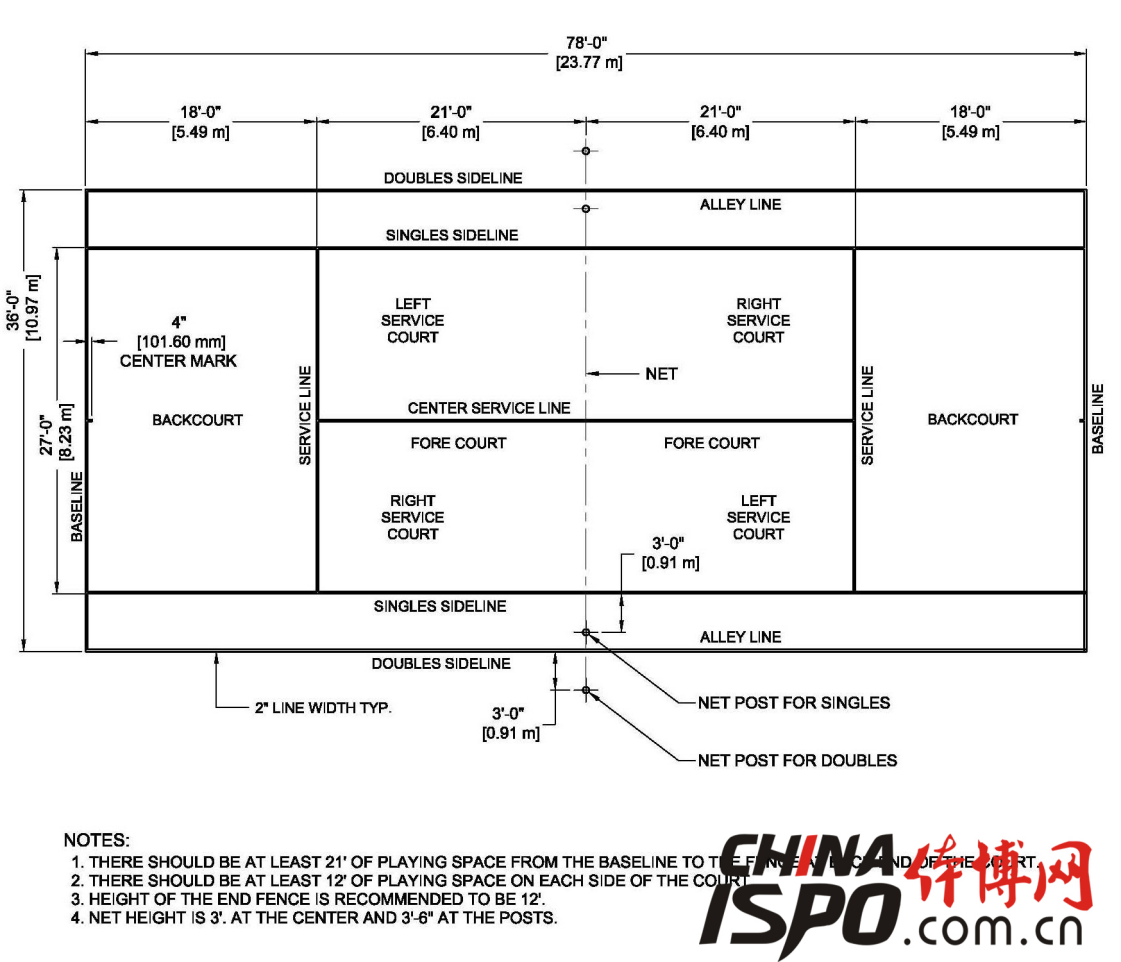 78'-0"
[23.77 m]
18'-0"
[5.49 m]
21'-0"
[6.40 m]
21'-0"
[6.40 m]
18'-0"
[5.49 m]
DOUBLES SIDELINE
ALLEY LINE
SINGLES SIDELINE
36'-0"
[10.97 m]
LEFT
SERVICE
COURT
RIGHT
SERVICE
COURT
4"
[101.60 mm]
CENTER MARK
NET
SERVICE LINE
SERVICE LINE
CENTER SERVICE LINE
BACKCOURT
BACKCOURT
BASELINE
27'-0"
[8.23 m]
FORE COURT
FORE COURT
BASELINE
RIGHT
SERVICE
COURT
LEFT
SERVICE
COURT
3'-0"
[0.91 m]
SINGLES SIDELINE
ALLEY LINE
DOUBLES SIDELINE
2" LINE WIDTH TYP.
3'-0"
[0.91 m]
NET POST FOR SINGLES
NET POST FOR DOUBLES
NOTES:
1. THERE SHOULD BE AT LEAST 21' OF PLAYING SPACE FROM THE BASELINE TO THE FENCE AT EACH END OF THE COURT.
2. THERE SHOULD BE AT LEAST 12' OF PLAYING SPACE ON EACH SIDE OF THE COURT
3. HEIGHT OF THE END FENCE IS RECOMMENDED TO BE 12'.
4. NET HEIGHT IS 3'. AT THE CENTER AND 3'-6" AT THE POSTS.
CHINA
ISPO
体博网
.com.cn